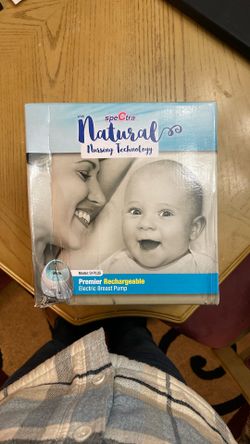 spectra
Natural
Nursing Technology
Model: S1 PLUS
Premier Rechargeable
Electric Breast Pump